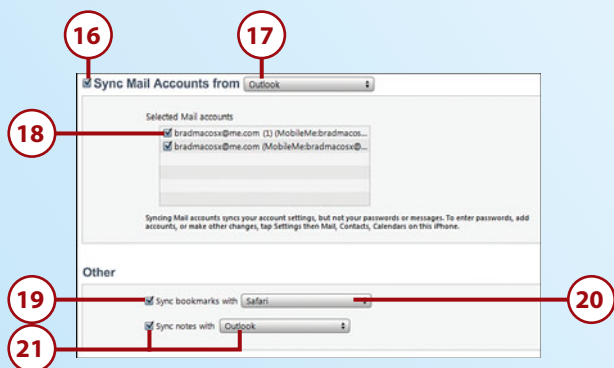 16
17
Sync Mail Accounts from Outlook
Selected Mail accounts
18
bradmacosx@me.com (1) (MobileMe:bradmacos...
bradmacosx@me.com (MobileMe:bradmacosx@...
Syncing Mail accounts syncs your account settings, but not your passwords or messages. To enter passwords, add
accounts, or make other changes, tap Settings then Mail, Contacts, Calendars on this iPhone.
Other
19
Sync bookmarks with Safari
20
Sync notes with Outlook
21